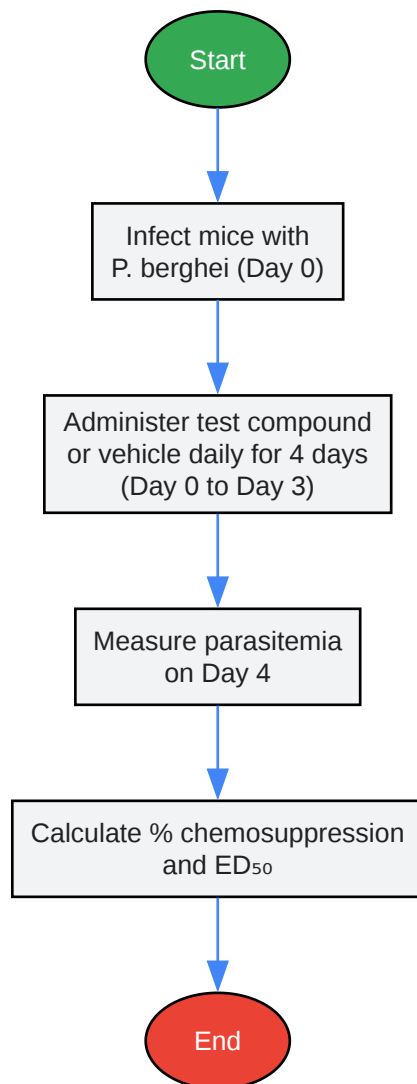 Start
Infect mice with
P. berghei (Day 0)
Administer test compound
or vehicle daily for 4 days
(Day 0 to Day 3)
Measure parasitemia
on Day 4
Calculate % chemosuppression
and ED₅₀
End